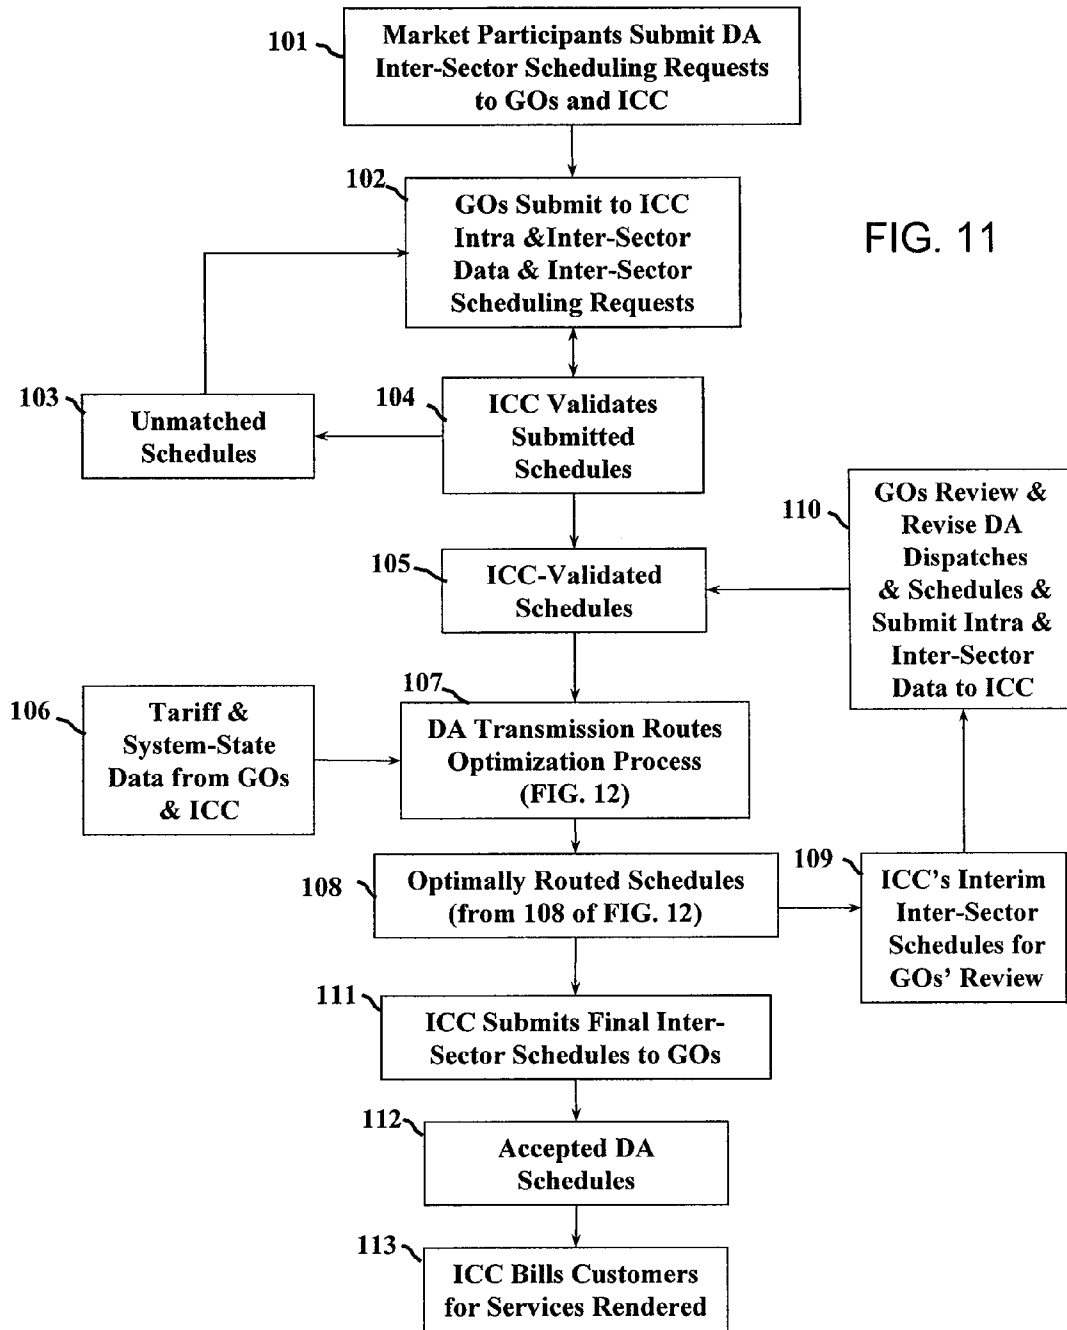 101
Market Participants Submit DA
Inter-Sector Scheduling Requests
to GOs and ICC
102
GOs Submit to ICC
Intra &Inter-Sector
Data & Inter-Sector
Scheduling Requests
FIG. 11
103
Unmatched
Schedules
104
ICC Validates
Submitted
Schedules
105
ICC-Validated
Schedules
110
GOs Review &
Revise DA
Dispatches
& Schedules &
Submit Intra &
Inter-Sector
Data to ICC
106
Tariff &
System-State
Data from GOs
& ICC
107
DA Transmission Routes
Optimization Process
(FIG. 12)
108
Optimally Routed Schedules
(from 108 of FIG. 12)
109
ICC's Interim
Inter-Sector
Schedules for
GOs' Review
111
ICC Submits Final Inter-
Sector Schedules to GOs
112
Accepted DA
Schedules
113
ICC Bills Customers
for Services Rendered